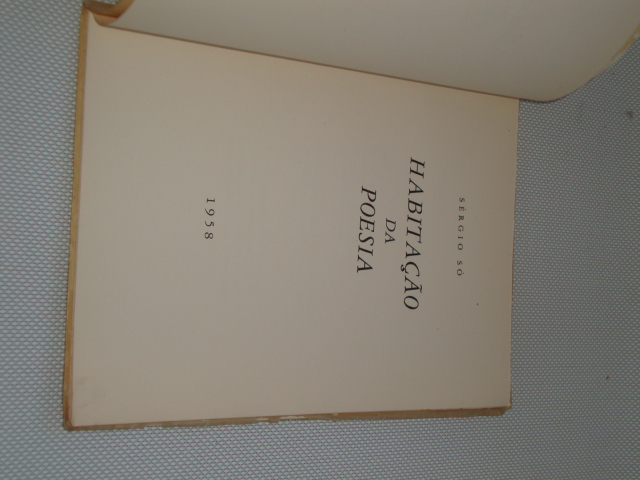 SÉRGIO SÓ
HABITAÇÃO
DA
POESIA
1958